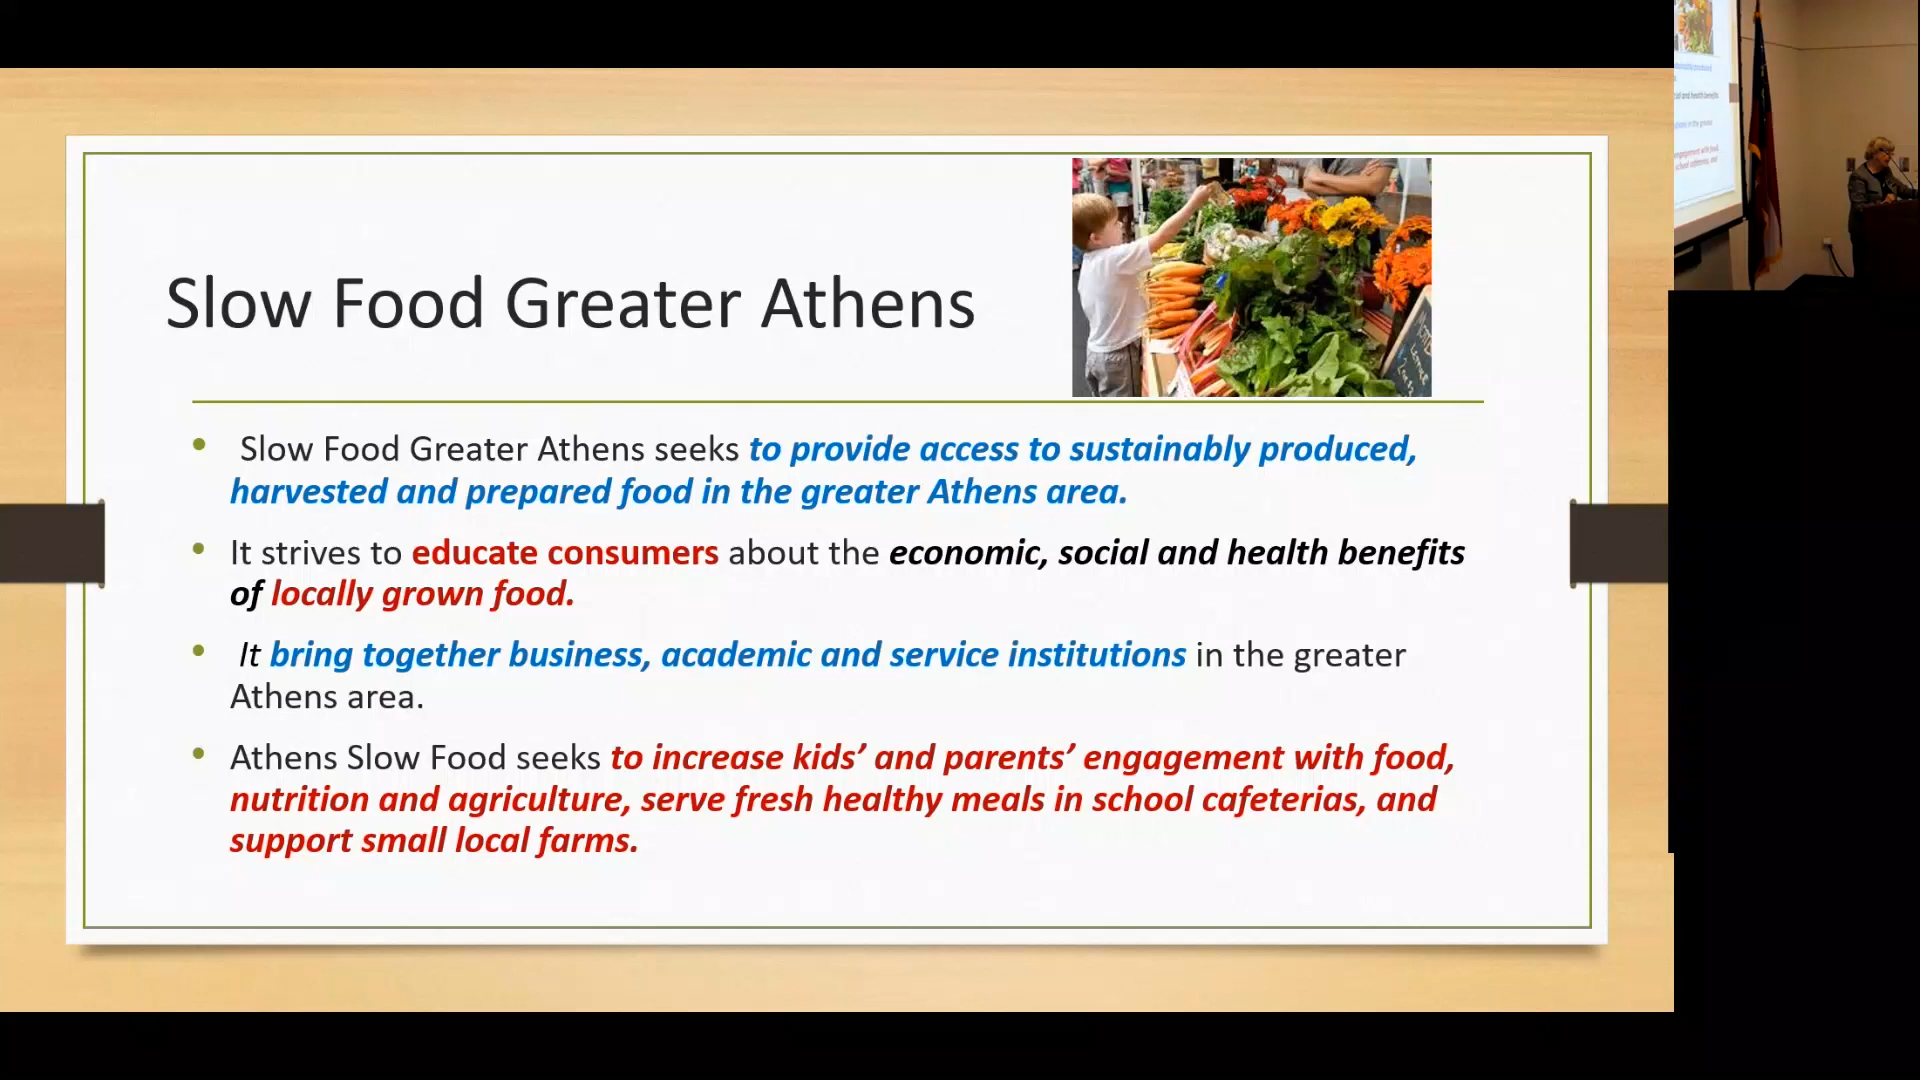 Slow Food Greater Athens
• Slow Food Greater Athens seeks to provide access to sustainably produced,
harvested and prepared food in the greater Athens area.
• It strives to educate consumers about the economic, social and health benefits
of locally grown food.
• It bring together business, academic and service institutions in the greater
Athens area.
• Athens Slow Food seeks to increase kids’ and parents’ engagement with food,
nutrition and agriculture, serve fresh healthy meals in school cafeterias, and
support small local farms.